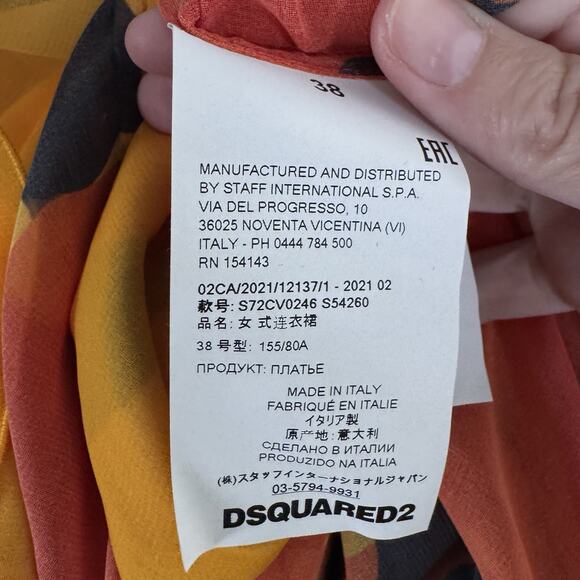 38
EAC
MANUFACTURED AND DISTRIBUTED
BY STAFF INTERNATIONAL S.P.A.
VIA DEL PROGRESSO, 10
36025 NOVENTA VICENTINA (VI)
ITALY - PH 0444 784 500
RN 154143
02CA/2021/12137/1 - 2021 02
款号: S72CV0246 S54260
品名: 女 式连衣裙
38 号型: 155/80A
ПРОДУКТ: ПЛАТЬЕ
MADE IN ITALY
FABRIQUÉ EN ITALIE
イタリア製
原产地: 意大利
СДЕЛАНО В ИТАЛИИ
PRODUZIDO NA ITALIA
(株)スタッフインターナショナルジャパン
03-5794-9931
DSQUARED2